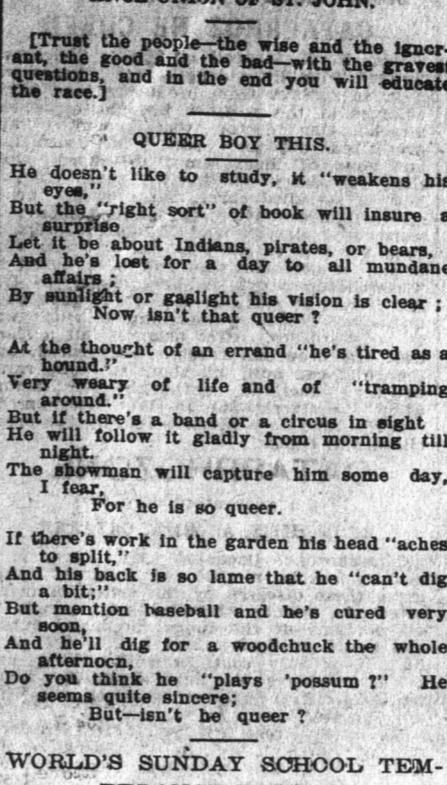 OF ST. JOHN.
[Trust the people—the wise and the ignor-
ant, the good and the bad—with the graves
questions, and in the end you will educate
the race.]
QUEER BOY THIS.
He doesn't like to study, it "weakens his
eyes,"
But the "right sort" of book will insure a
surprise
Let it be about Indians, pirates, or bears,
And he's lost for a day to all mundane
affairs ;
By sunlight or gaslight his vision is clear ;
Now isn't that queer ?
At the thought of an errand "he's tired as a
hound."
Very weary of life and of "tramping
around."
But if there's a band or a circus in sight
He will follow it gladly from morning till
night.
The showman will capture him some day,
I fear,
For he is so queer.
If there's work in the garden his head "aches
to split,"
And his back is so lame that he "can't dig
a bit;"
But mention baseball and he's cured very
soon,
And he'll dig for a woodchuck the whole
afternocn,
Do you think he "plays 'possum ?" He
seems quite sincere;
But—isn't he queer ?
WORLD'S SUNDAY SCHOOL TEM-